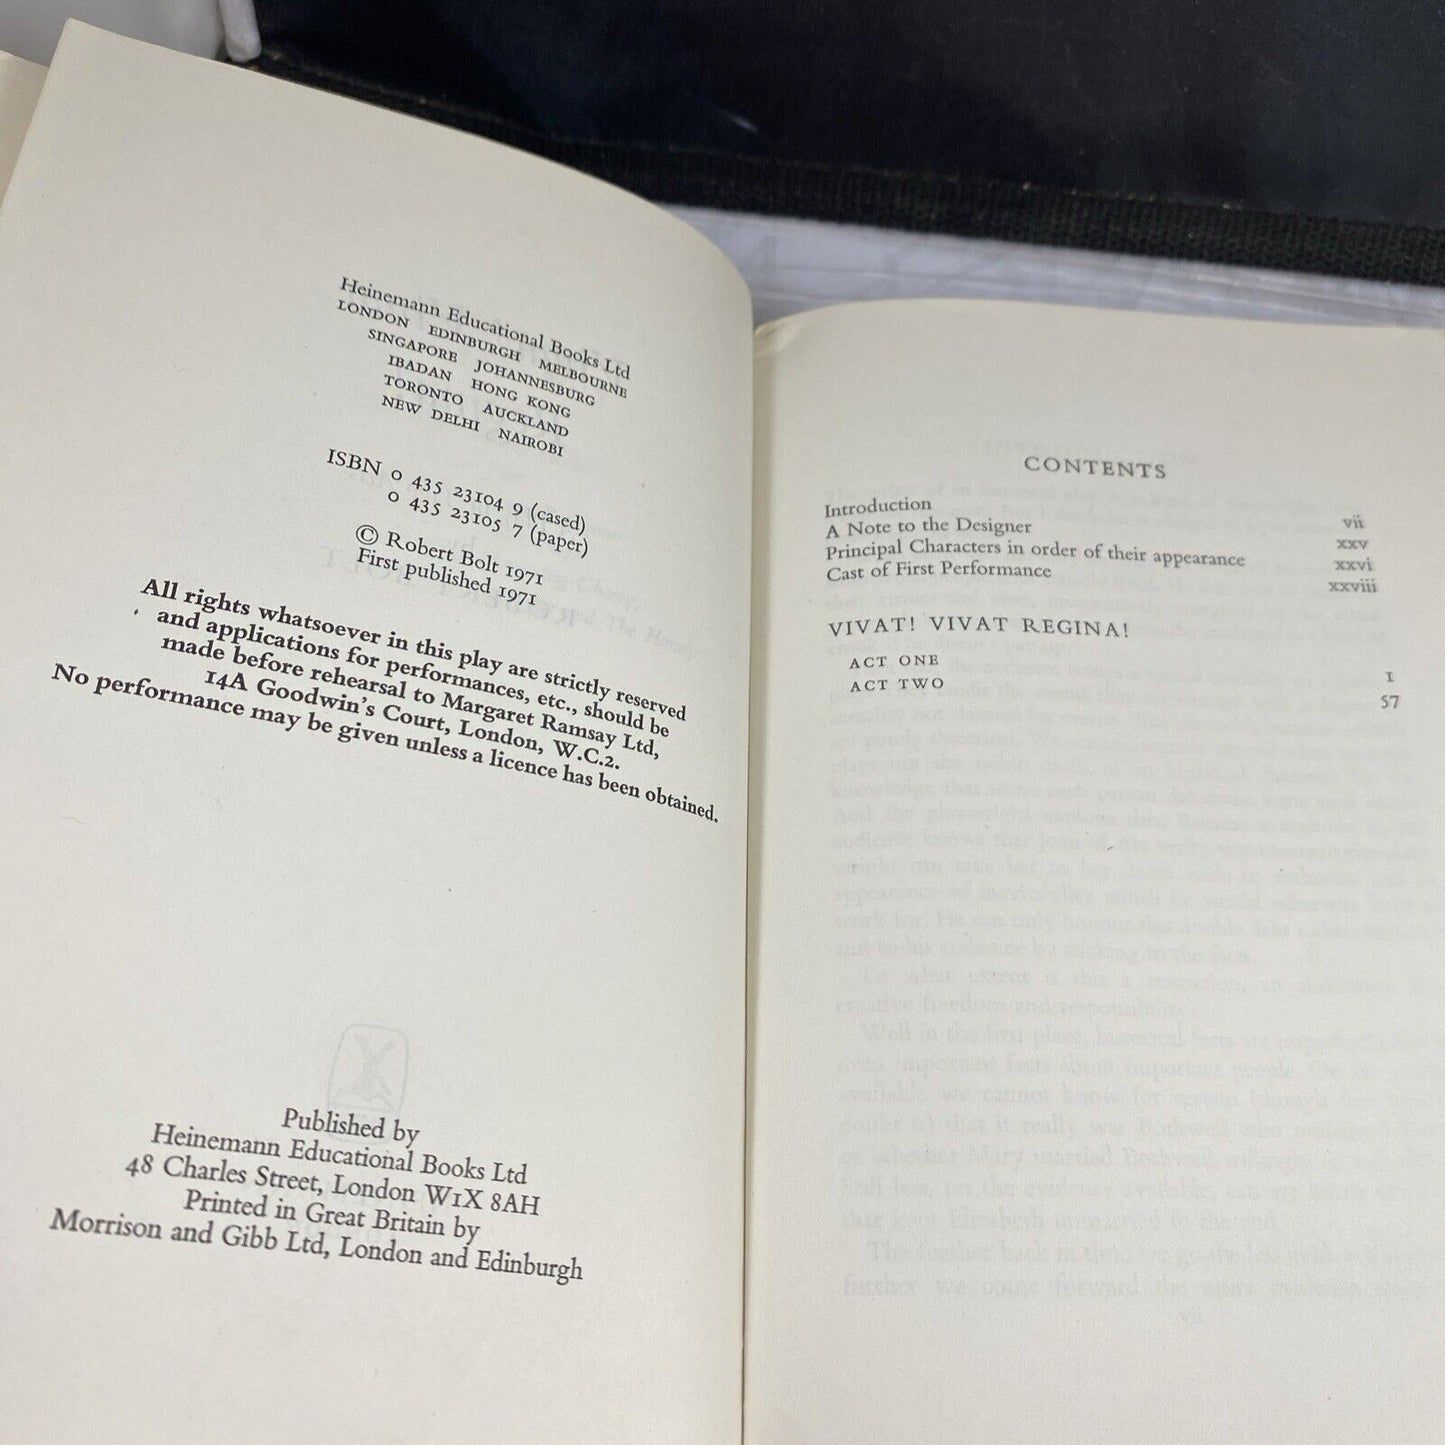 Heinemann Educational Books Ltd
LONDON EDINBURGH MELBOURNE
SINGAPORE JOHANNESBURG
IBADAN HONG KONG
TORONTO AUCKLAND
NEW DELHI NAIROBI
ISBN 0 435 23104 9 (cased)
0 435 23105 7 (paper)
© Robert Bolt 1971
First published 1971
All rights whatsoever in this play are strictly reserved
and applications for performances, etc., should be
made before rehearsal to Margaret Ramsay Ltd,
14A Goodwin's Court, London, W.C.2.
No performance may be given unless a licence has been obtained.
Published by
Heinemann Educational Books Ltd
48 Charles Street, London W1X 8AH
Printed in Great Britain by
Morrison and Gibb Ltd, London and Edinburgh
CONTENTS
Introduction vii
A Note to the Designer xxv
Principal Characters in order of their appearance xxvi
Cast of First Performance xxviii
VIVAT! VIVAT REGINA!
ACT ONE 1
ACT TWO 57